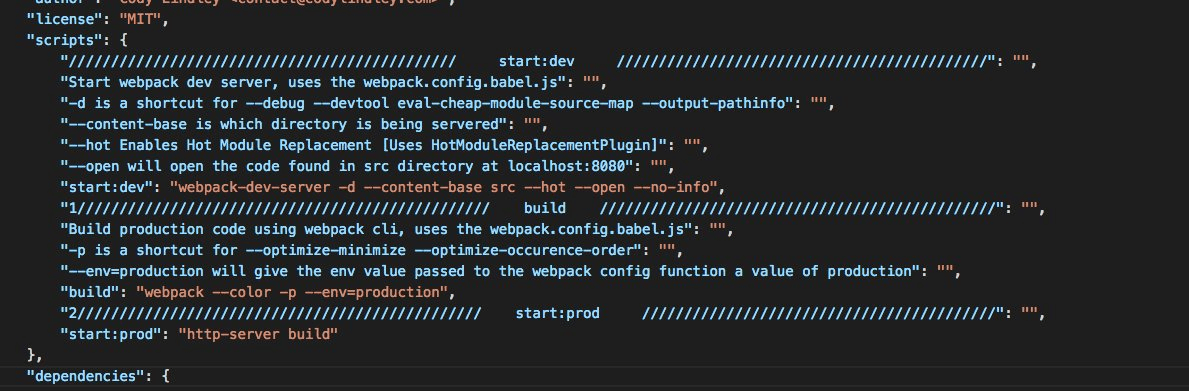 "author": "Cody Lindley <contact@codylindley.com>",
"license": "MIT",
"scripts": {
"//////////////////////////////////////////////     start:dev     ////////////////////////////////////////////": "",
"Start webpack dev server, uses the webpack.config.babel.js": "",
"-d is a shortcut for --debug --devtool eval-cheap-module-source-map --output-pathinfo": "",
"--content-base is which directory is being servered": "",
"--hot Enables Hot Module Replacement [Uses HotModuleReplacementPlugin]": "",
"--open will open the code found in src directory at localhost:8080": "",
"start:dev": "webpack-dev-server -d --content-base src --hot --open --no-info",
"1/////////////////////////////////////////////////    build    ///////////////////////////////////////////////": "",
"Build production code using webpack cli, uses the webpack.config.babel.js": "",
"-p is a shortcut for --optimize-minimize --optimize-occurence-order": "",
"--env=production will give the env value passed to the webpack config function a value of production": "",
"build": "webpack --color -p --env=production",
"2////////////////////////////////////////////////    start:prod     //////////////////////////////////////////": "",
"start:prod": "http-server build"
},
"dependencies": {